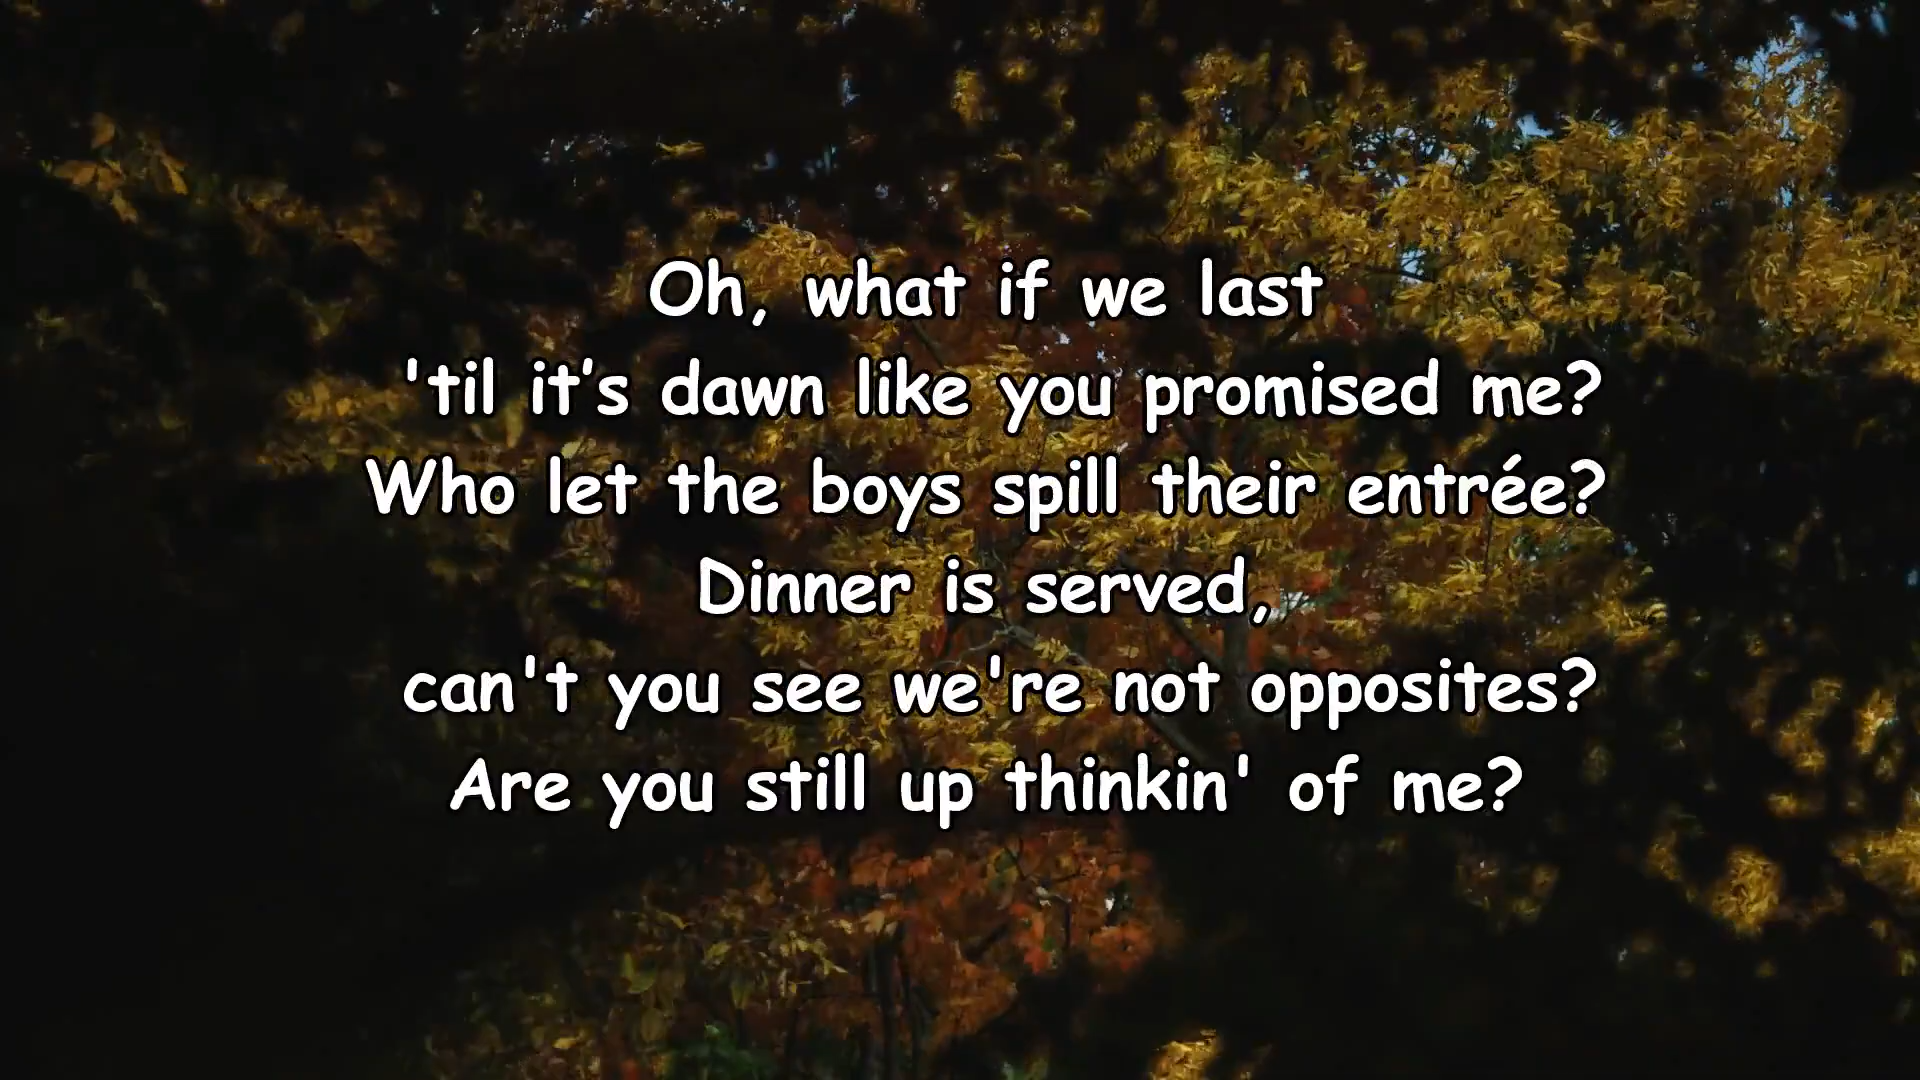 Oh, what if we last
'til it’s dawn like you promised me?
Who let the boys spill their entrée?
Dinner is served,
can't you see we're not opposites?
Are you still up thinkin' of me?